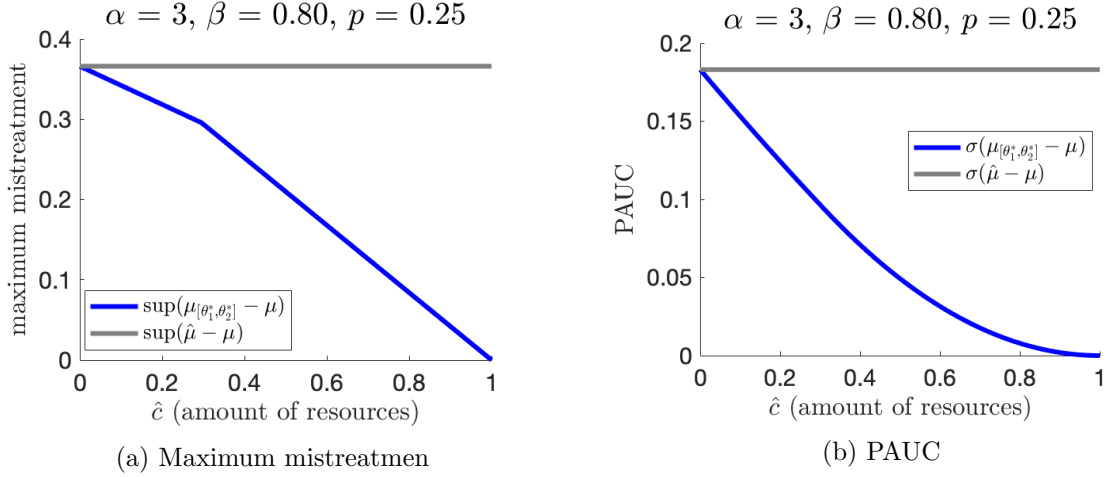 α = 3, β = 0.80, p = 0.25
maximum mistreatment
0.4
0.3
0.2
0.1
0
sup(μ_{[θ₁*,θ₂*]} − μ)
sup(μ̂ − μ)
0 0.2 0.4 0.6 0.8 1
ĉ (amount of resources)
(a) Maximum mistreatmen
α = 3, β = 0.80, p = 0.25
PAUC
0.2
0.15
0.1
0.05
0
σ(μ_{[θ₁*,θ₂*]} − μ)
σ(μ̂ − μ)
0 0.2 0.4 0.6 0.8 1
ĉ (amount of resources)
(b) PAUC